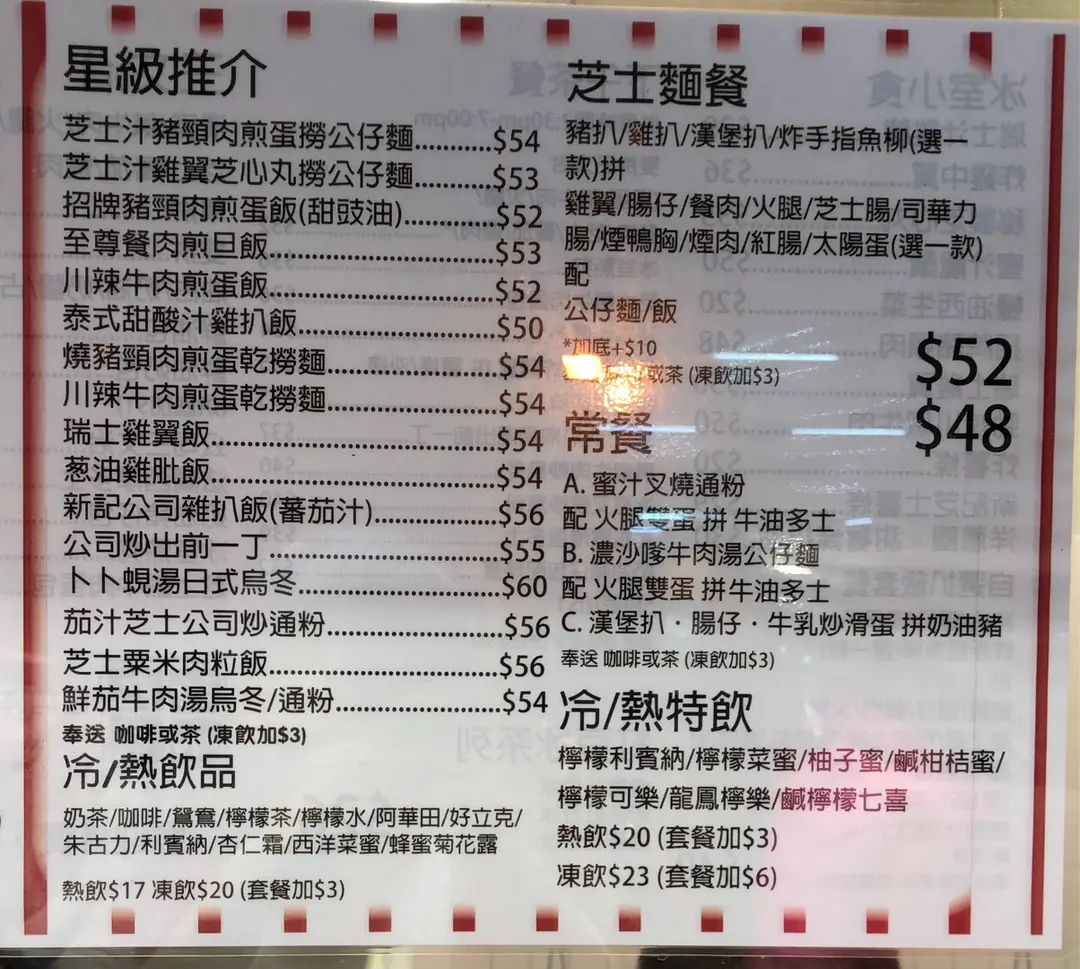 星級推介
芝士汁豬頸肉煎蛋撈公仔麵..........$54
芝士汁雞翼芝心丸撈公仔麵..........$53
招牌豬頸肉煎蛋飯(甜豉油)............$52
至尊餐肉煎旦飯..............................$53
川辣牛肉煎蛋飯..............................$52
泰式甜酸汁雞扒飯..........................$50
燒豬頸肉煎蛋乾撈麵......................$54
川辣牛肉煎蛋乾撈麵......................$54
瑞士雞翼飯.....................................$54
葱油雞肶飯.....................................$54
新記公司雜扒飯(蕃茄汁)................$56
公司炒出前一丁..............................$55
卜卜蜆湯日式烏冬..........................$60
茄汁芝士公司炒通粉.......................$56
芝士粟米肉粒飯..............................$56
鮮茄牛肉湯烏冬/通粉.....................$54
奉送 咖啡或茶 (凍飲加$3)
冷/熱飲品
奶茶/咖啡/鴛鴦/檸檬茶/檸檬水/阿華田/好立克/
朱古力/利賓納/杏仁霜/西洋菜蜜/蜂蜜菊花露
熱飲$17 凍飲$20 (套餐加$3)
芝士麵餐
豬扒/雞扒/漢堡扒/炸手指魚柳(選一
款)拼
雞翼/腸仔/餐肉/火腿/芝士腸/司華力
腸/煙鴨胸/煙肉/紅腸/太陽蛋(選一款)
配
公仔麵/飯
*加底+$10
$52
或茶 (凍飲加$3)
常餐 $48
A. 蜜汁叉燒通粉
配 火腿雙蛋 拼 牛油多士
B. 濃沙嗲牛肉湯公仔麵
配 火腿雙蛋 拼牛油多士
C. 漢堡扒·腸仔·牛乳炒滑蛋 拼奶油豬
奉送 咖啡或茶 (凍飲加$3)
冷/熱特飲
檸檬利賓納/檸檬菜蜜/柚子蜜/鹹柑桔蜜/
檸檬可樂/龍鳳檸樂/鹹檸檬七喜
熱飲$20 (套餐加$3)
凍飲$23 (套餐加$6)